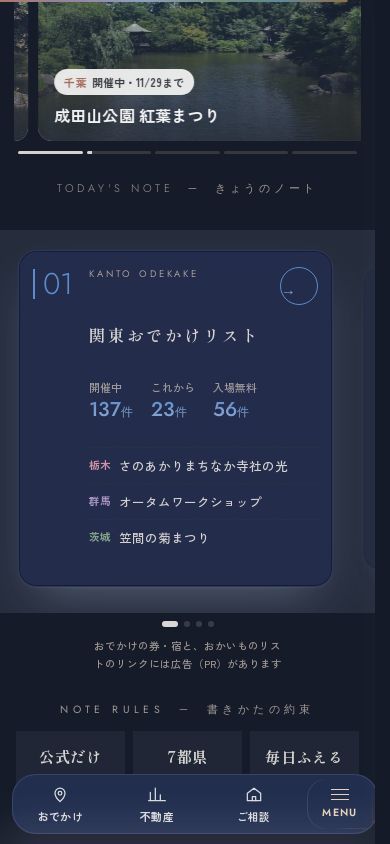 千葉 開催中・11/29まで
成田山公園 紅葉まつり
TODAY'S NOTE — きょうのノート
01
KANTO ODEKAKE
→
関東おでかけリスト
開催中 これから 入場無料
137件 23件 56件
栃木 さのあかりまちなか寺社の光
群馬 オータムワークショップ
茨城 笠間の菊まつり
おでかけの券・宿と、おかいものリス
トのリンクには広告（PR）があります
NOTE RULES — 書きかたの約束
公式だけ 7都県 毎日ふえる
おでかけ 不動産 ご相談 MENU